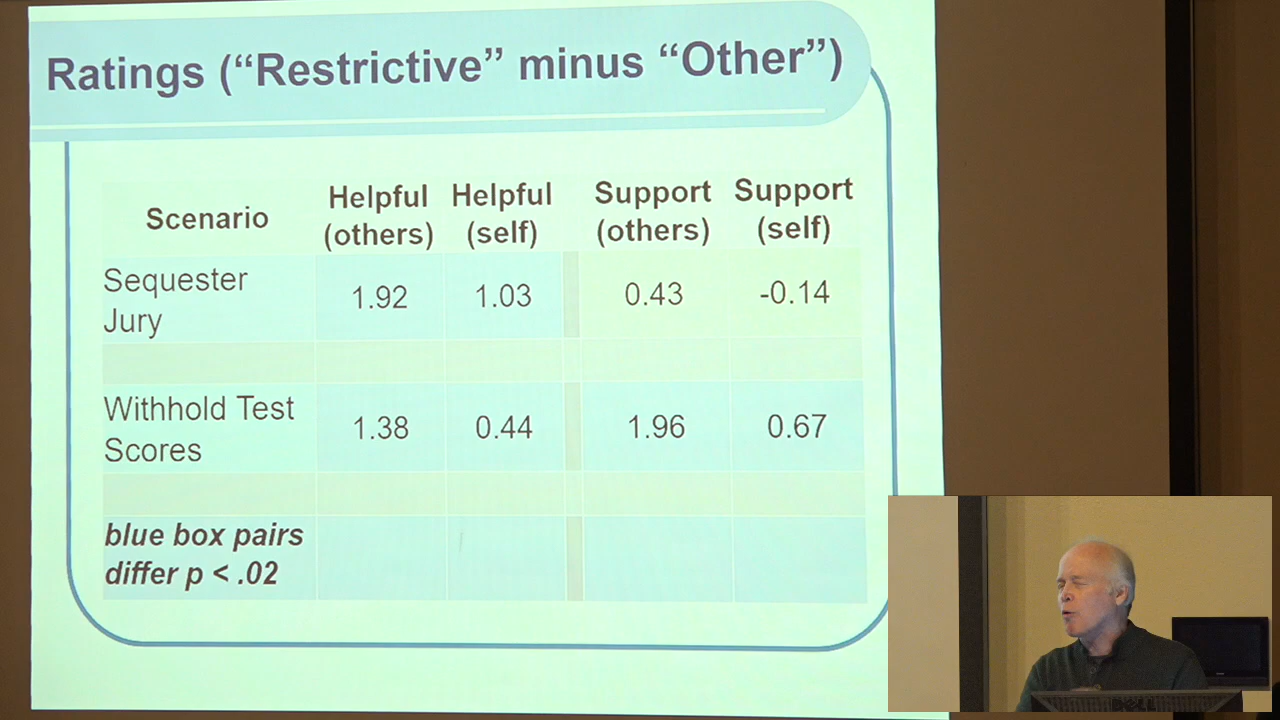 Ratings (“Restrictive” minus “Other”)
Scenario
Helpful (others)
Helpful (self)
Support (others)
Support (self)
Sequester Jury
1.92
1.03
0.43
-0.14
Withhold Test Scores
1.38
0.44
1.96
0.67
blue box pairs
differ p < .02
DELL